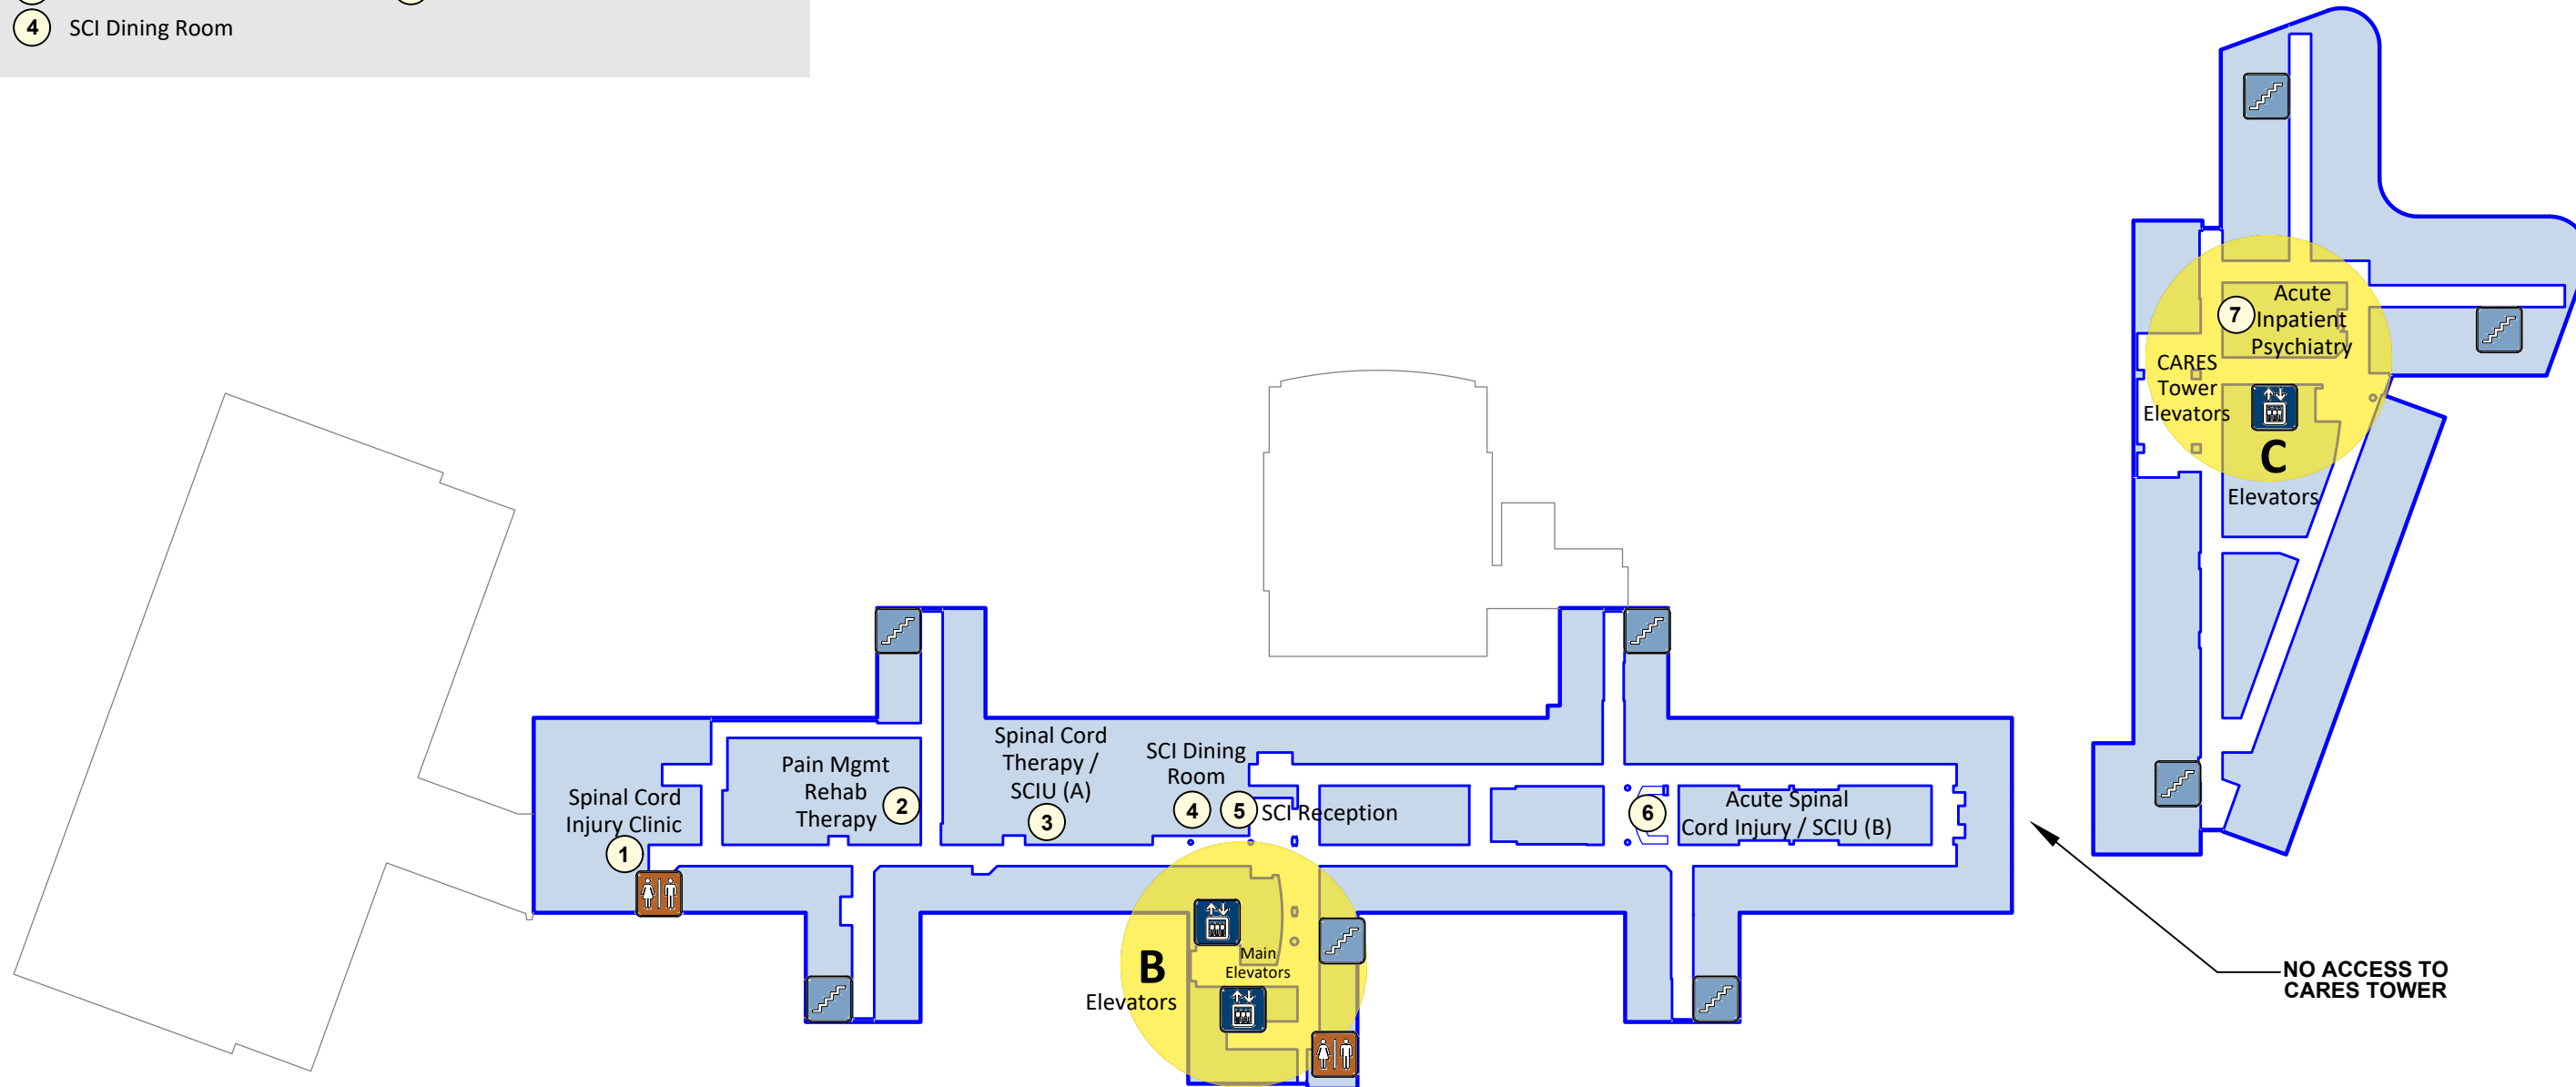 4 SCI Dining Room
7
Acute
Inpatient
Psychiatry
CARES
Tower
Elevators
C
Elevators
Spinal Cord
Injury Clinic
1
Pain Mgmt
Rehab
Therapy
2
Spinal Cord
Therapy /
SCIU (A)
3
SCI Dining
Room
4
5 SCI Reception
6
Acute Spinal
Cord Injury / SCIU (B)
B
Elevators
Main
Elevators
NO ACCESS TO
CARES TOWER